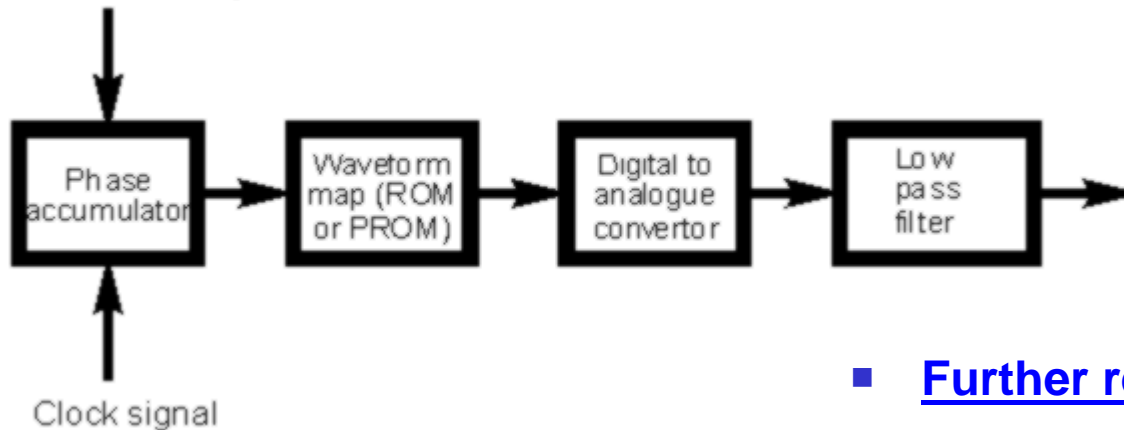 Phase
accumulator
Waveform
map (ROM
or PROM)
Digital to
analogue
convertor
Low
pass
filter
Clock signal
Further